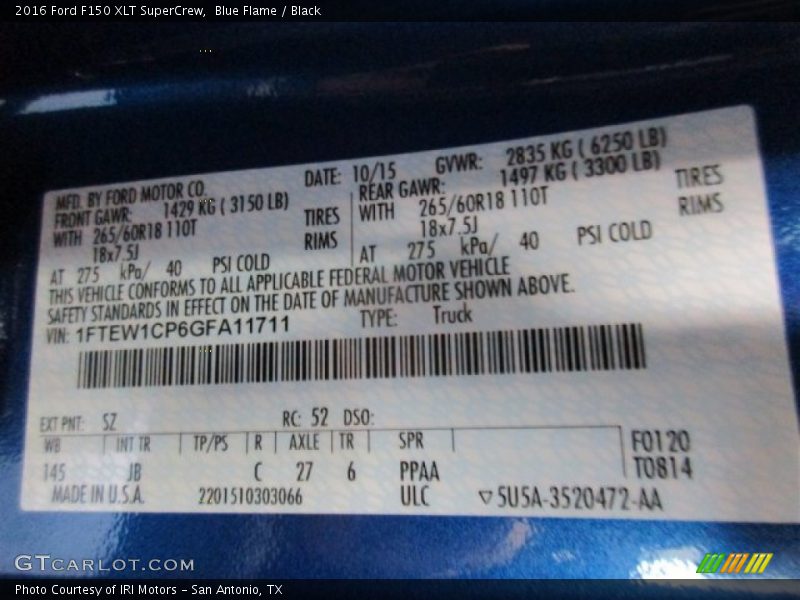 2016 Ford F150 XLT SuperCrew, Blue Flame / Black
MFD. BY FORD MOTOR CO. DATE: 10/15 GVWR: 2835 KG ( 6250 LB)
FRONT GAWR: 1429 KG ( 3150 LB) REAR GAWR: 1497 KG ( 3300 LB)
WITH 265/60R18 110T TIRES WITH 265/60R18 110T TIRES
18x7.5J RIMS 18x7.5J RIMS
AT 275 kPa/ 40 PSI COLD AT 275 kPa/ 40 PSI COLD
THIS VEHICLE CONFORMS TO ALL APPLICABLE FEDERAL MOTOR VEHICLE
SAFETY STANDARDS IN EFFECT ON THE DATE OF MANUFACTURE SHOWN ABOVE.
VIN: 1FTEW1CP6GFA11711 TYPE: Truck
EXT PNT: SZ RC: 52 DSO:
WB INT TR TP/PS R AXLE TR SPR F0120
145 JB C 27 6 PPAA T0814
MADE IN U.S.A. 2201510303066 ULC ▽5U5A-3520472-AA
GTCARLOT.COM
Photo Courtesy of IRI Motors – San Antonio, TX